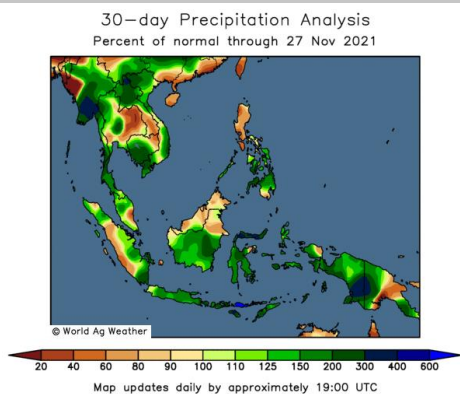 30-day Precipitation Analysis
Percent of normal through 27 Nov 2021
© World Ag Weather
20 40 60 80 90 100 110 125 150 200 300 400 600
Map updates daily by approximately 19:00 UTC